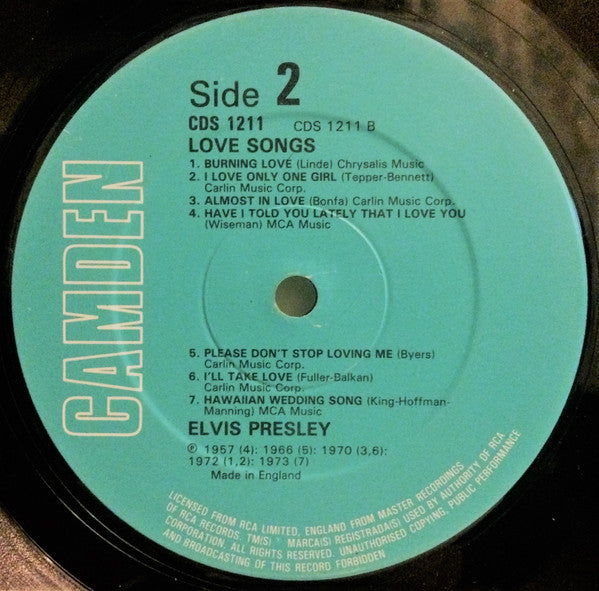 CAMDEN
Side 2
CDS 1211 CDS 1211 B
LOVE SONGS
1. BURNING LOVE (Linde) Chrysalis Music
2. I LOVE ONLY ONE GIRL (Tepper-Bennett)
Carlin Music Corp.
3. ALMOST IN LOVE (Bonfa) Carlin Music Corp.
4. HAVE I TOLD YOU LATELY THAT I LOVE YOU
(Wiseman) MCA Music
5. PLEASE DON'T STOP LOVING ME (Byers)
Carlin Music Corp.
6. I'LL TAKE LOVE (Fuller-Balkan)
Carlin Music Corp.
7. HAWAIIAN WEDDING SONG (King-Hoffman-
Manning) MCA Music
ELVIS PRESLEY
℗ 1957 (4): 1966 (5): 1970 (3,6):
1972 (1,2): 1973 (7)
Made in England
LICENSED FROM RCA LIMITED, ENGLAND FROM MASTER RECORDINGS
OF RCA RECORDS. TM(S) ® MARCA(S) REGISTRADA(S) USED BY AUTHORITY OF RCA
CORPORATION. ALL RIGHTS RESERVED. UNAUTHORISED COPYING, PUBLIC PERFORMANCE
AND BROADCASTING OF THIS RECORD FORBIDDEN